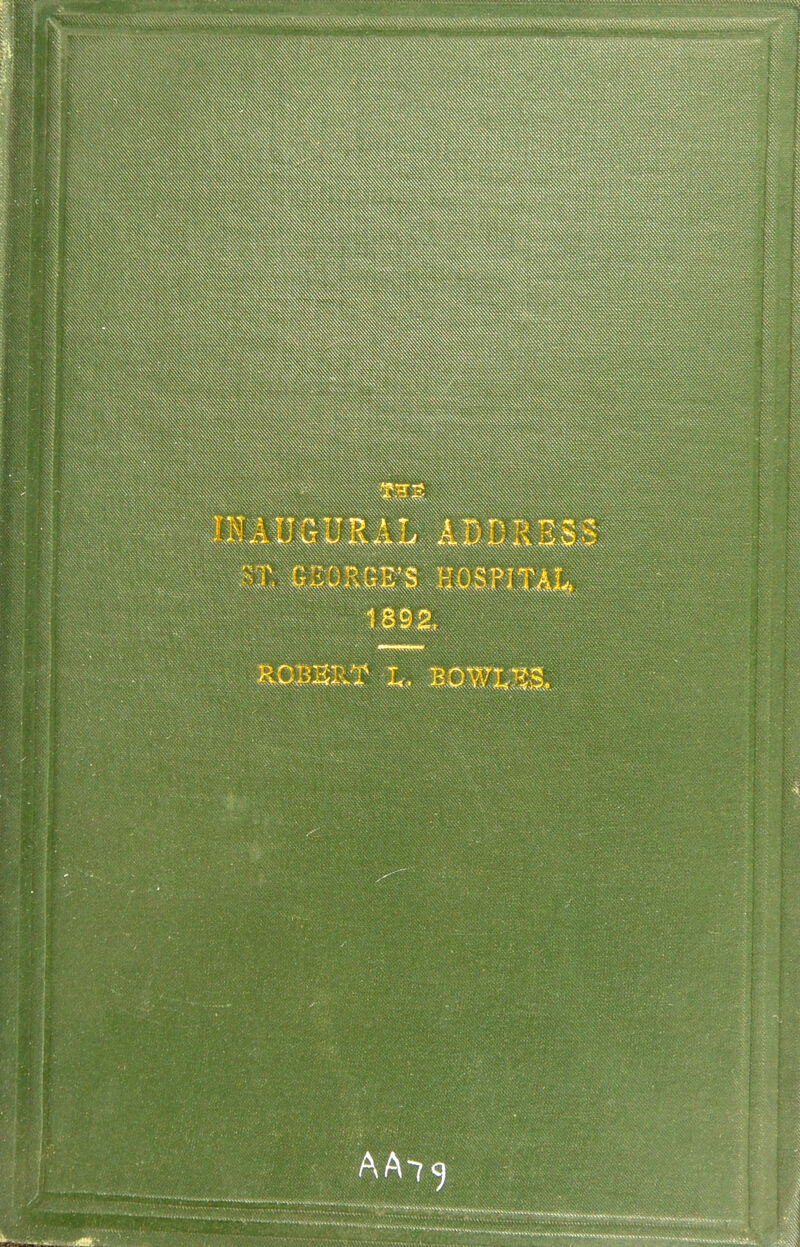 THE
INAUGURAL ADDRESS
ST. GEORGE'S HOSPITAL,
1892.
ROBERT L. BOWLES.
AA79